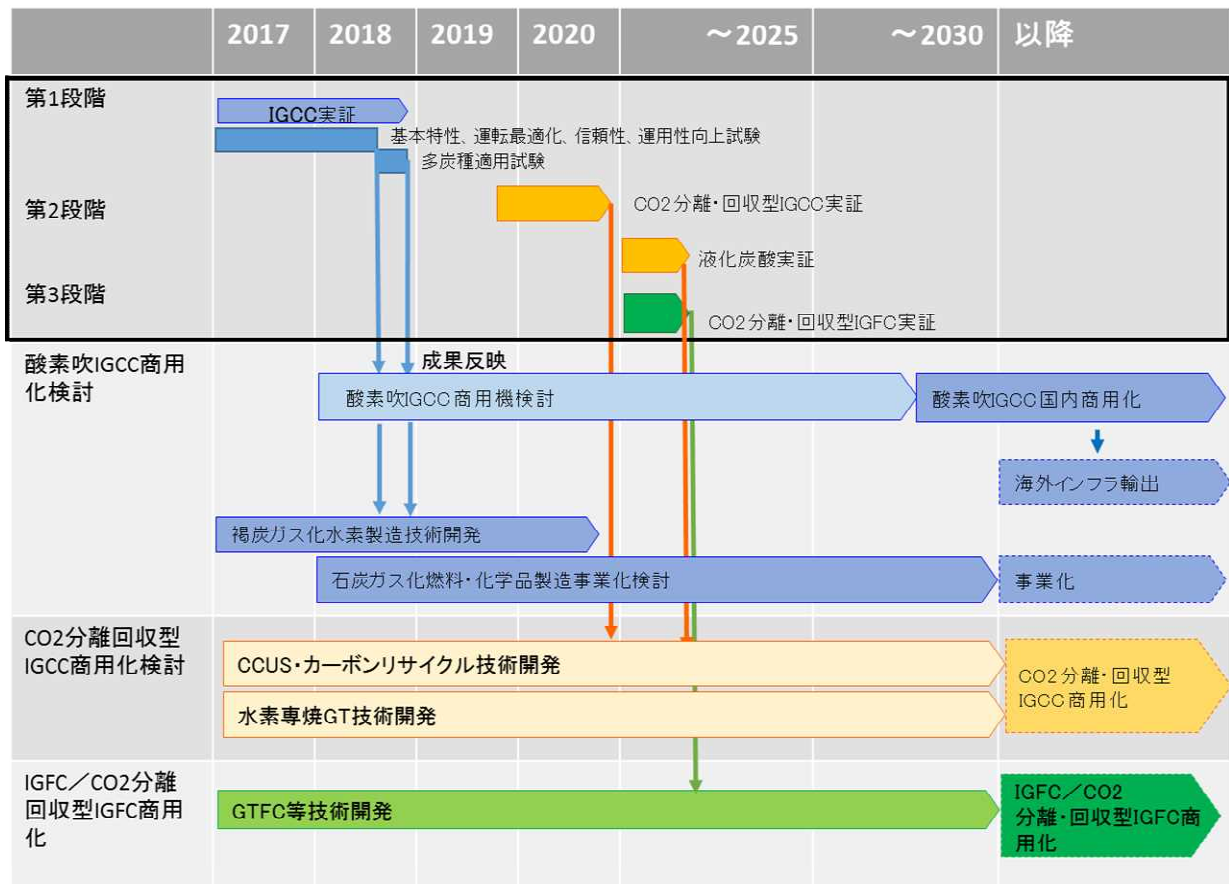 2017 2018 2019 2020 ～2025 ～2030 以降
第1段階
IGCC実証
基本特性、運転最適化、信頼性、運用性向上試験
多炭種適用試験
第2段階
CO2分離・回収型IGCC実証
液化炭酸実証
第3段階
CO2分離・回収型IGFC実証
酸素吹IGCC商用
化検討
成果反映
酸素吹IGCC商用機検討
酸素吹IGCC国内商用化
海外インフラ輸出
褐炭ガス化水素製造技術開発
石炭ガス化燃料・化学品製造事業化検討
事業化
CO2分離回収型
IGCC商用化検討
CCUS・カーボンリサイクル技術開発
水素専焼GT技術開発
CO2分離・回収型
IGCC商用化
IGFC／CO2分離
回収型IGFC商用
化
GTFC等技術開発
IGFC／CO2
分離・回収型IGFC商
用化